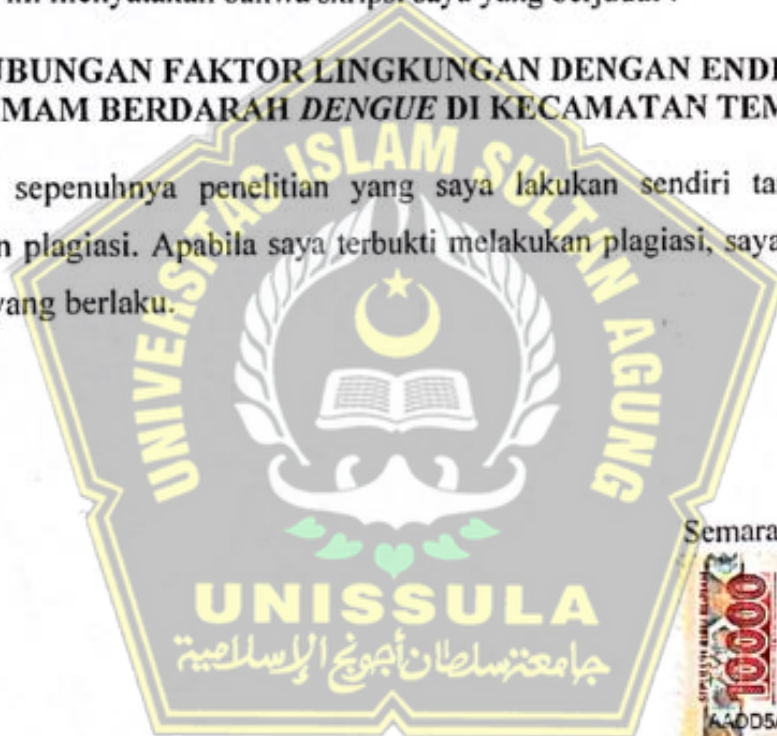 ini menyatakan bahwa skripsi saya yang berjudul :
UBUNGAN FAKTOR LINGKUNGAN DENGAN ENDE
MAM BERDARAH DENGUE DI KECAMATAN TEM
sepenuhnya penelitian yang saya lakukan sendiri ta
n plagiasi. Apabila saya terbukti melakukan plagiasi, saya
yang berlaku.
UNIVERSITAS ISLAM SULTAN AGUNG
Semara
10000
UNISSULA
جامعة سلطان أجونج الإسلامية